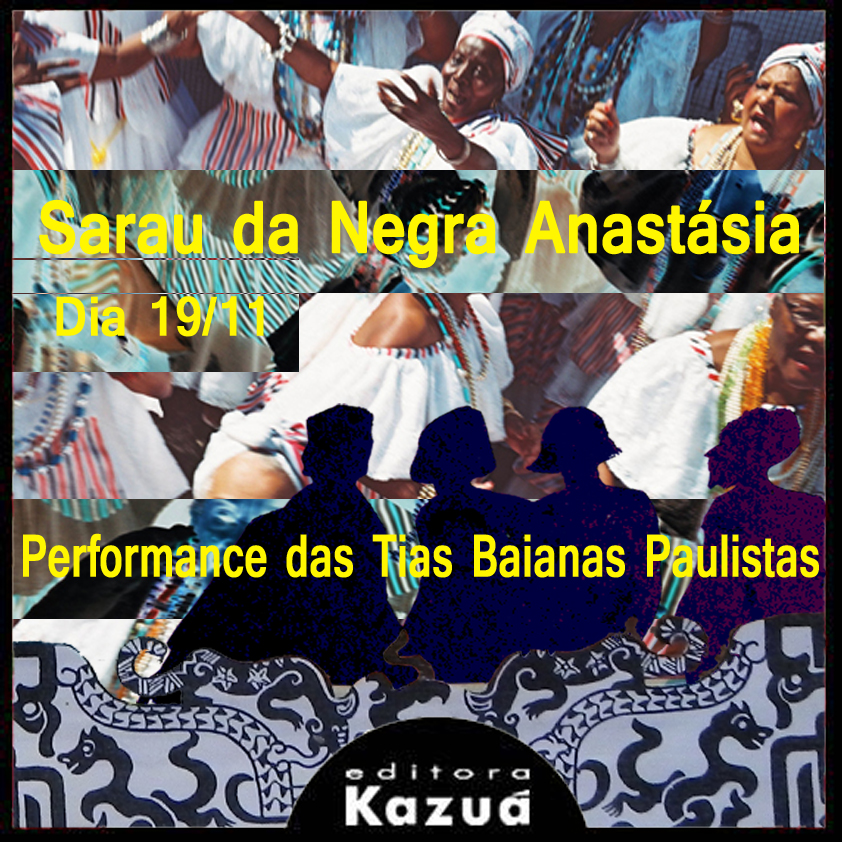 Sarau da Negra Anastásia
Dia 19/11
Performance das Tias Baianas Paulistas
editora
Kazuá